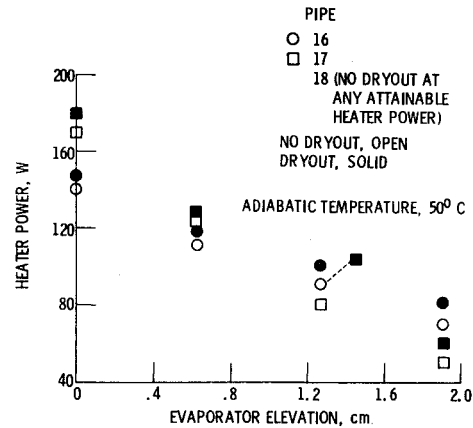 PIPE
16
17
18 (NO DRYOUT AT
ANY ATTAINABLE
HEATER POWER)
NO DRYOUT, OPEN
DRYOUT, SOLID
ADIABATIC TEMPERATURE, 50⁰ C
HEATER POWER, W
200
160
120
80
40
0
.4
.8
1.2
1.6
2.0
EVAPORATOR ELEVATION, cm.